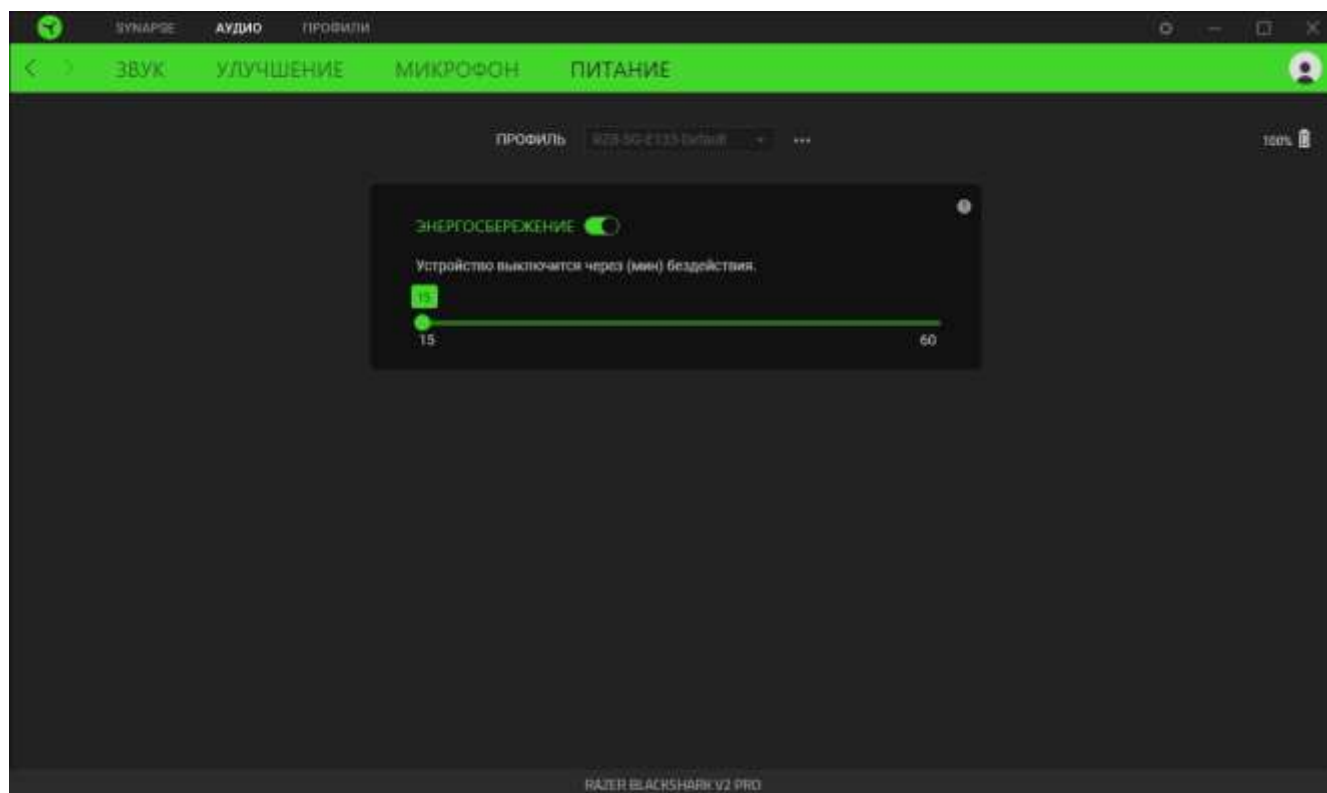 SYNAPSE АУДИО ПРОФИЛИ
ЗВУК УЛУЧШЕНИЕ МИКРОФОН ПИТАНИЕ
ПРОФИЛЬ 100%
ЭНЕРГОСБЕРЕЖЕНИЕ
Устройство выключится через (мин) бездействия.
15
15 60
RAZER BLACKSHARK V2 PRO